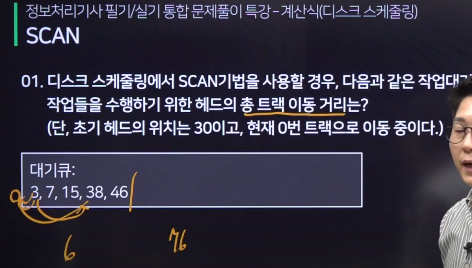 정보처리기사 필기/실기 통합 문제풀이 특강-계산식(디스크 스케줄링)
SCAN
01. 디스크 스케줄링에서 SCAN기법을 사용할 경우, 다음과 같은 작업대기
작업들을 수행하기 위한 헤드의 총 트랙 이동 거리는?
(단, 초기 헤드의 위치는 30이고, 현재 0번 트랙으로 이동 중이다.)
대기큐:
3, 7, 15, 38, 46
0
6 76